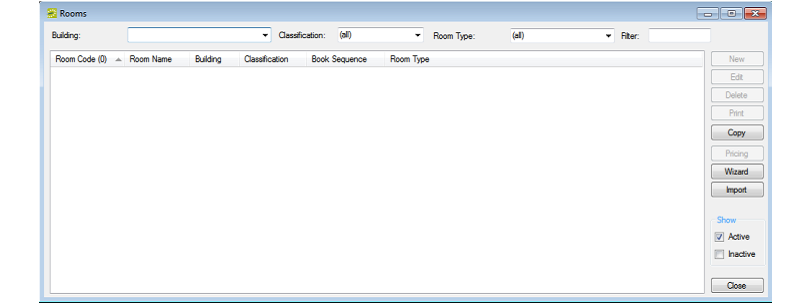 Rooms
Building: Classification: (all) Room Type: (all) Filter:
Room Code (0) Room Name Building Classification Book Sequence Room Type
New
Edit
Delete
Print
Copy
Pricing
Wizard
Import
Show
Active
Inactive
Close